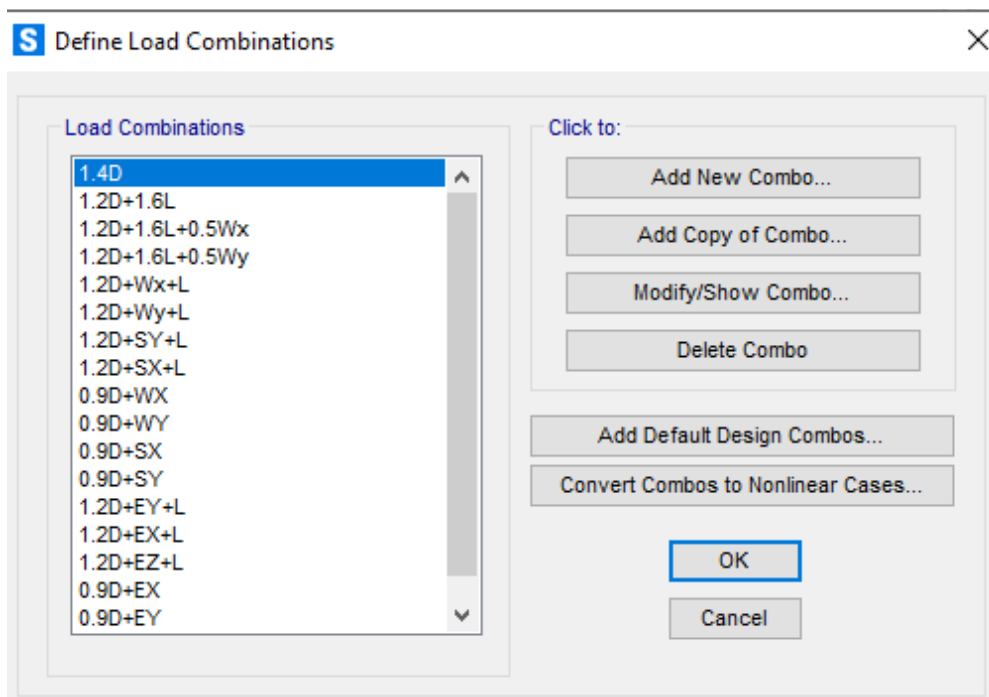 S Define Load Combinations
Load Combinations
1.4D
1.2D+1.6L
1.2D+1.6L+0.5Wx
1.2D+1.6L+0.5Wy
1.2D+Wx+L
1.2D+Wy+L
1.2D+SY+L
1.2D+SX+L
0.9D+WX
0.9D+WY
0.9D+SX
0.9D+SY
1.2D+EY+L
1.2D+EX+L
1.2D+EZ+L
0.9D+EX
0.9D+EY
Click to:
Add New Combo...
Add Copy of Combo...
Modify/Show Combo...
Delete Combo
Add Default Design Combos...
Convert Combos to Nonlinear Cases...
OK
Cancel